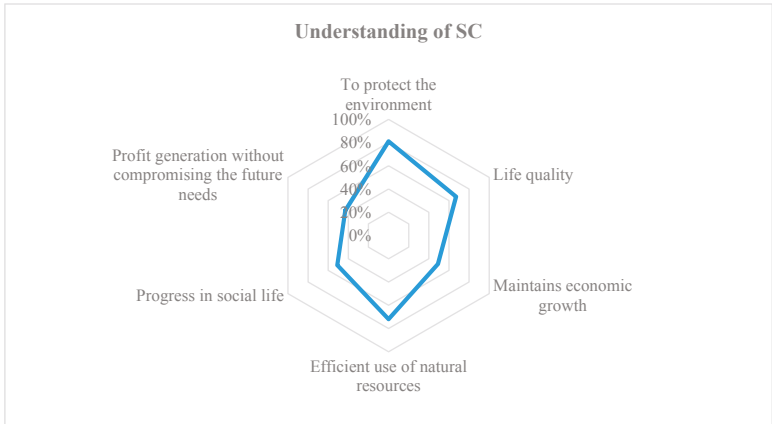 Understanding of SC
To protect the
environment
100%
80%
60%
40%
20%
0%
Life quality
Maintains economic
growth
Efficient use of natural
resources
Progress in social life
Profit generation without
compromising the future
needs